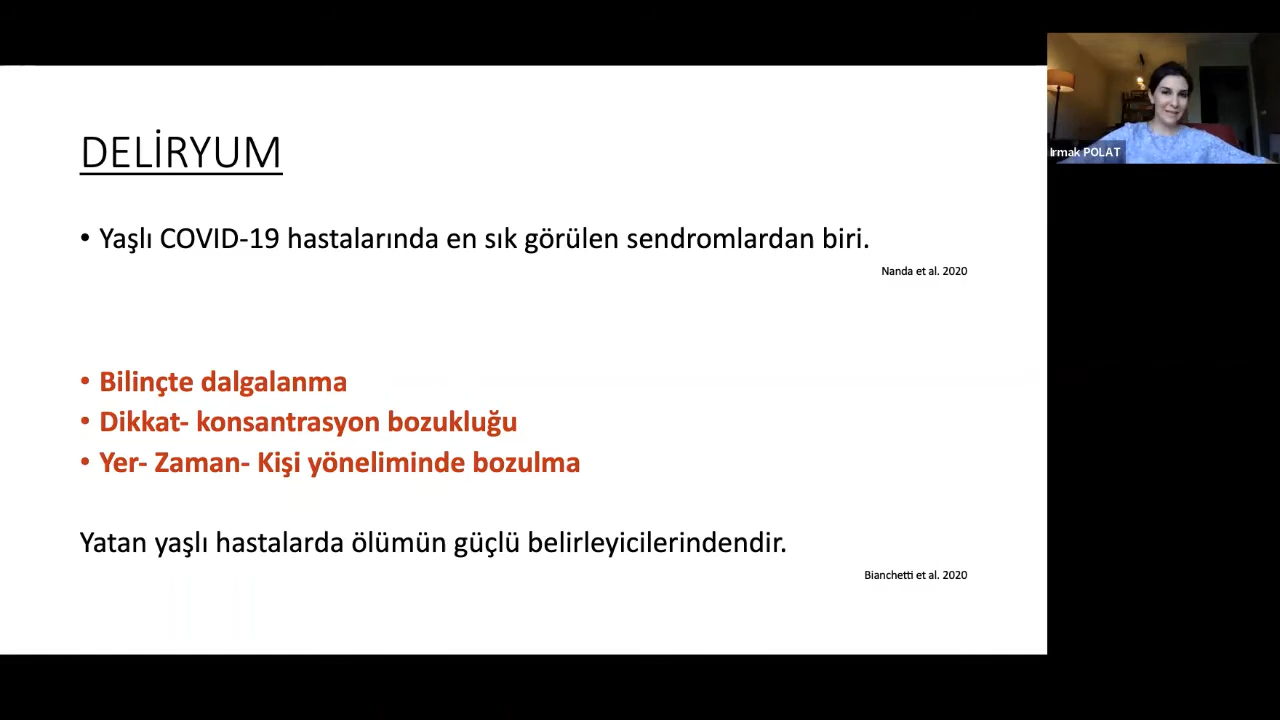 DELİRYUM
• Yaşlı COVID-19 hastalarında en sık görülen sendromlardan biri.
Nanda et al. 2020
• Bilinçte dalgalanma
• Dikkat- konsantrasyon bozukluğu
• Yer- Zaman- Kişi yöneliminde bozulma
Yatan yaşlı hastalarda ölümün güçlü belirleyicilerindendir.
Bianchetti et al. 2020
Irmak POLAT